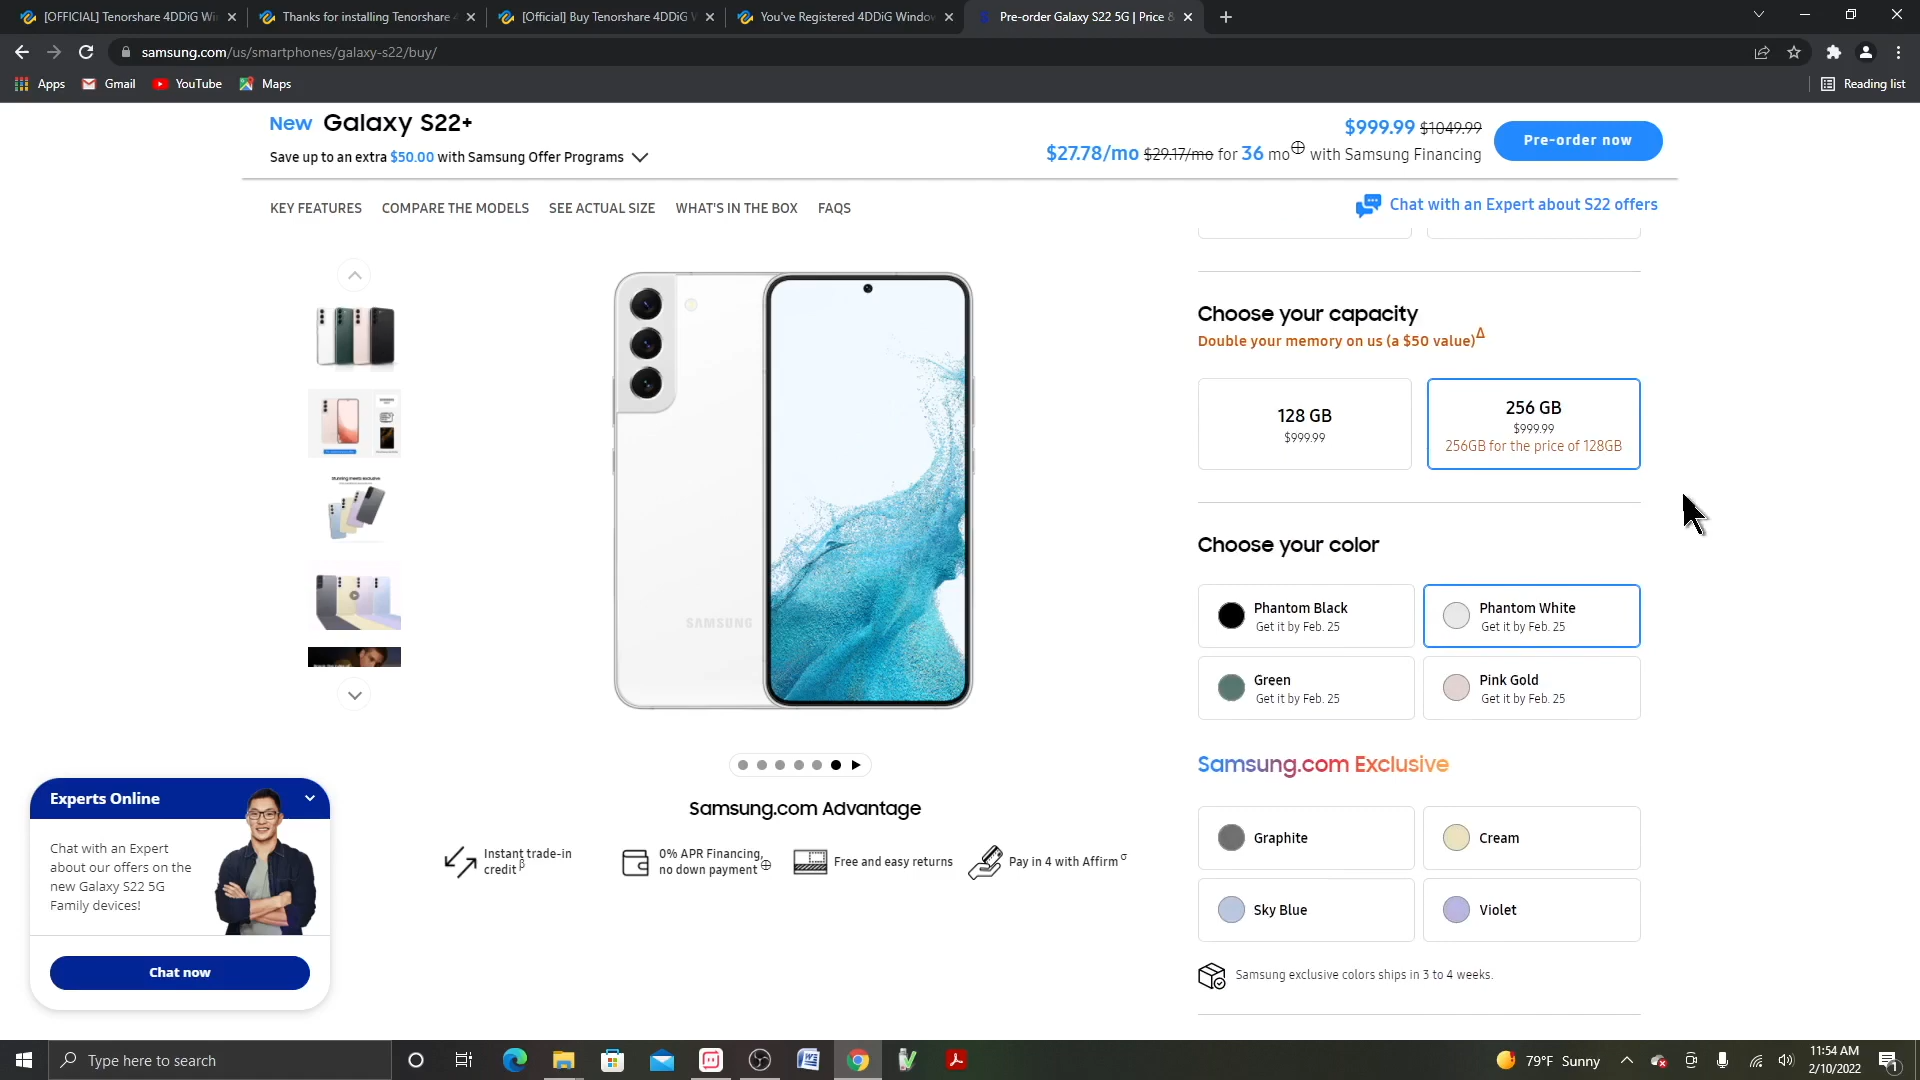 [OFFICIAL] Tenorshare 4DDiG Wi
Thanks for installing Tenorshare 4
[Official] Buy Tenorshare 4DDiG W
You've Registered 4DDiG Window
Pre-order Galaxy S22 5G | Price &
samsung.com/us/smartphones/galaxy-s22/buy/
Apps
Gmail
YouTube
Maps
Reading list
New Galaxy S22+
Save up to an extra $50.00 with Samsung Offer Programs
$999.99 $1049.99
$27.78/mo $29.17/mo for 36 mo⊕ with Samsung Financing
Pre-order now
KEY FEATURES
COMPARE THE MODELS
SEE ACTUAL SIZE
WHAT'S IN THE BOX
FAQS
Chat with an Expert about S22 offers
SAMSUNG
Choose your capacity
Double your memory on us (a $50 value)Δ
128 GB
$999.99
256 GB
$999.99
256GB for the price of 128GB
Choose your color
Phantom Black
Get it by Feb. 25
Phantom White
Get it by Feb. 25
Green
Get it by Feb. 25
Pink Gold
Get it by Feb. 25
Samsung.com Exclusive
Graphite
Cream
Sky Blue
Violet
Samsung exclusive colors ships in 3 to 4 weeks.
Samsung.com Advantage
Instant trade-in
credit β
0% APR Financing,
no down payment ⊕
Free and easy returns
Pay in 4 with Affirm σ
Experts Online
Chat with an Expert
about our offers on the
new Galaxy S22 5G
Family devices!
Chat now
Type here to search
79°F Sunny
11:54 AM
2/10/2022
1